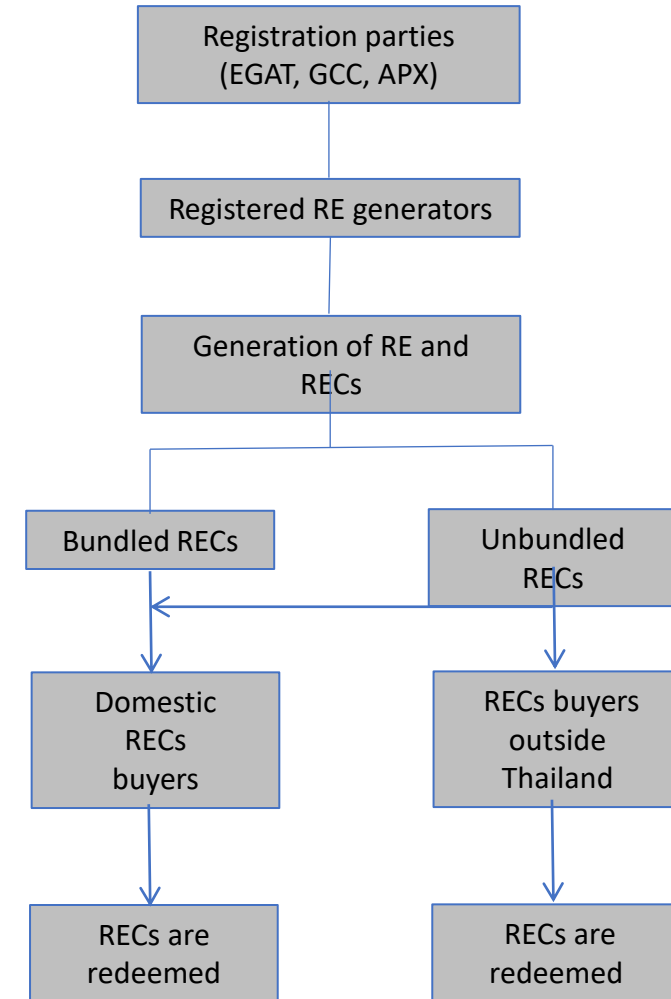 Registration parties
(EGAT, GCC, APX)
Registered RE generators
Generation of RE and
RECs
Bundled RECs
Unbundled
RECs
Domestic
RECs
buyers
RECs buyers
outside
Thailand
RECs are
redeemed
RECs are
redeemed